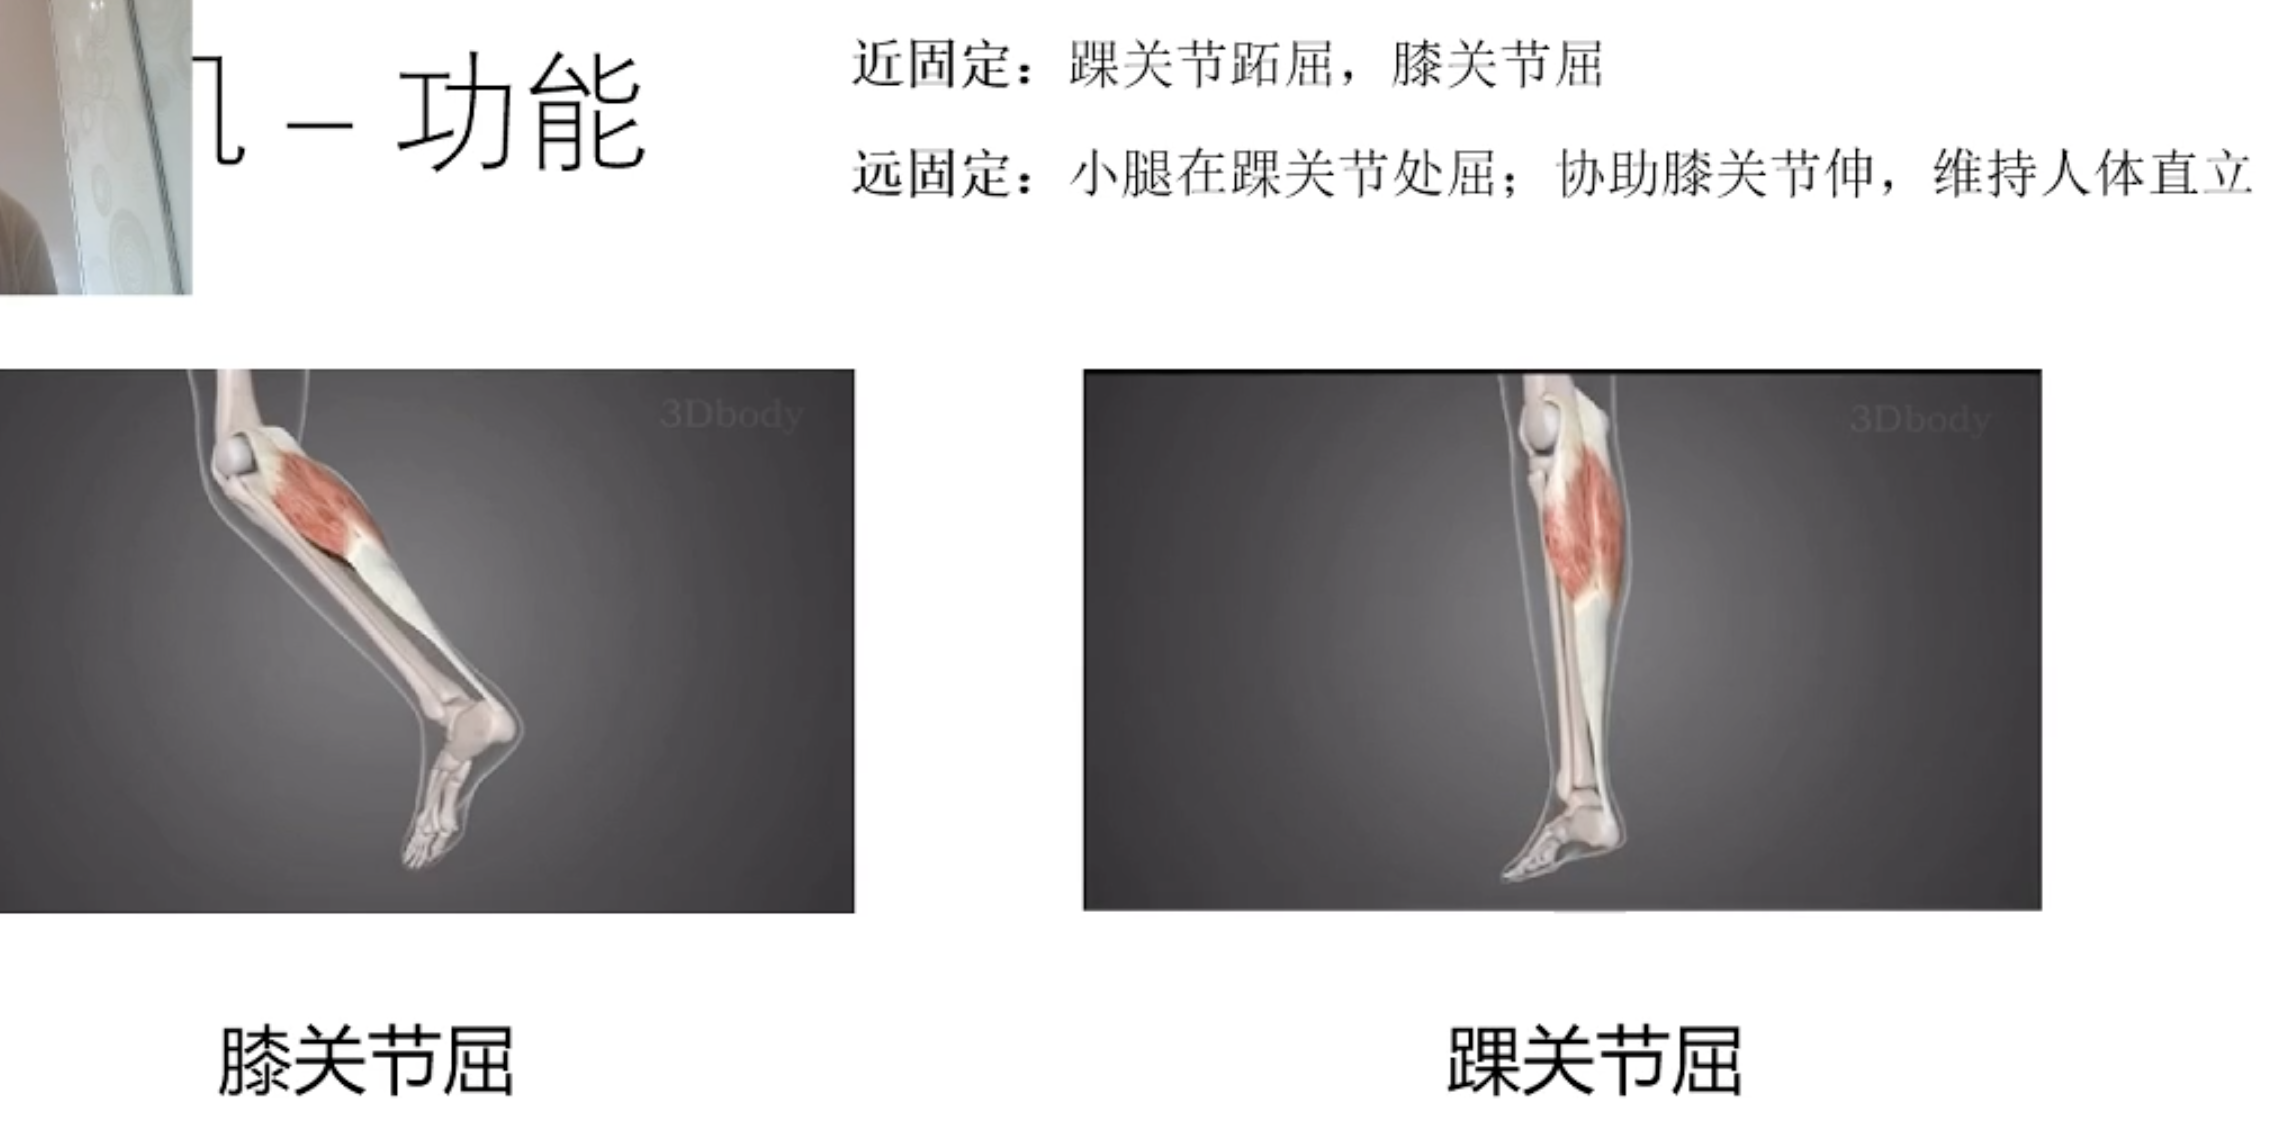 肌 – 功能
近固定：踝关节跖屈，膝关节屈
远固定：小腿在踝关节处屈；协助膝关节伸，维持人体直立
3Dbody
3Dbody
膝关节屈
踝关节屈